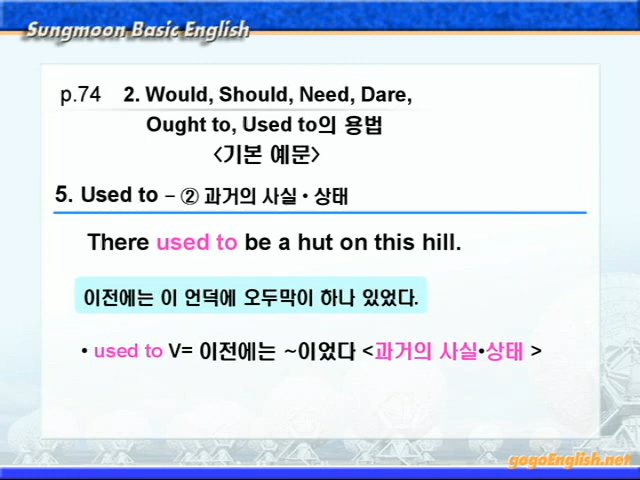 Sungmoon Basic English
p.74 2. Would, Should, Need, Dare,
Ought to, Used to의 용법
<기본 예문>
5. Used to – ② 과거의 사실 • 상태
There used to be a hut on this hill.
이전에는 이 언덕에 오두막이 하나 있었다.
• used to V= 이전에는 ~이었다 <과거의 사실•상태 >
gogoEnglish.net